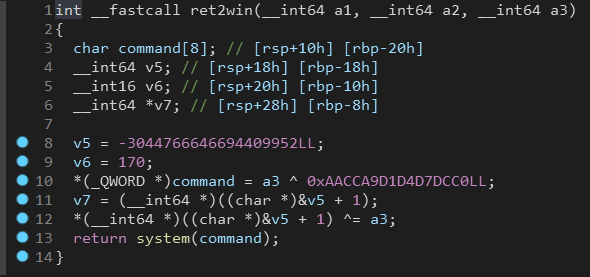 1 int __fastcall ret2win(__int64 a1, __int64 a2, __int64 a3)
2 {
3 char command[8]; // [rsp+10h] [rbp-20h]
4 __int64 v5; // [rsp+18h] [rbp-18h]
5 __int16 v6; // [rsp+20h] [rbp-10h]
6 __int64 *v7; // [rsp+28h] [rbp-8h]
7
8 v5 = -3044766646694409952LL;
9 v6 = 170;
10 *(_QWORD *)command = a3 ^ 0xAACCA9D1D4D7DCC0LL;
11 v7 = (__int64 *)((char *)&v5 + 1);
12 *(__int64 *)((char *)&v5 + 1) ^= a3;
13 return system(command);
14 }